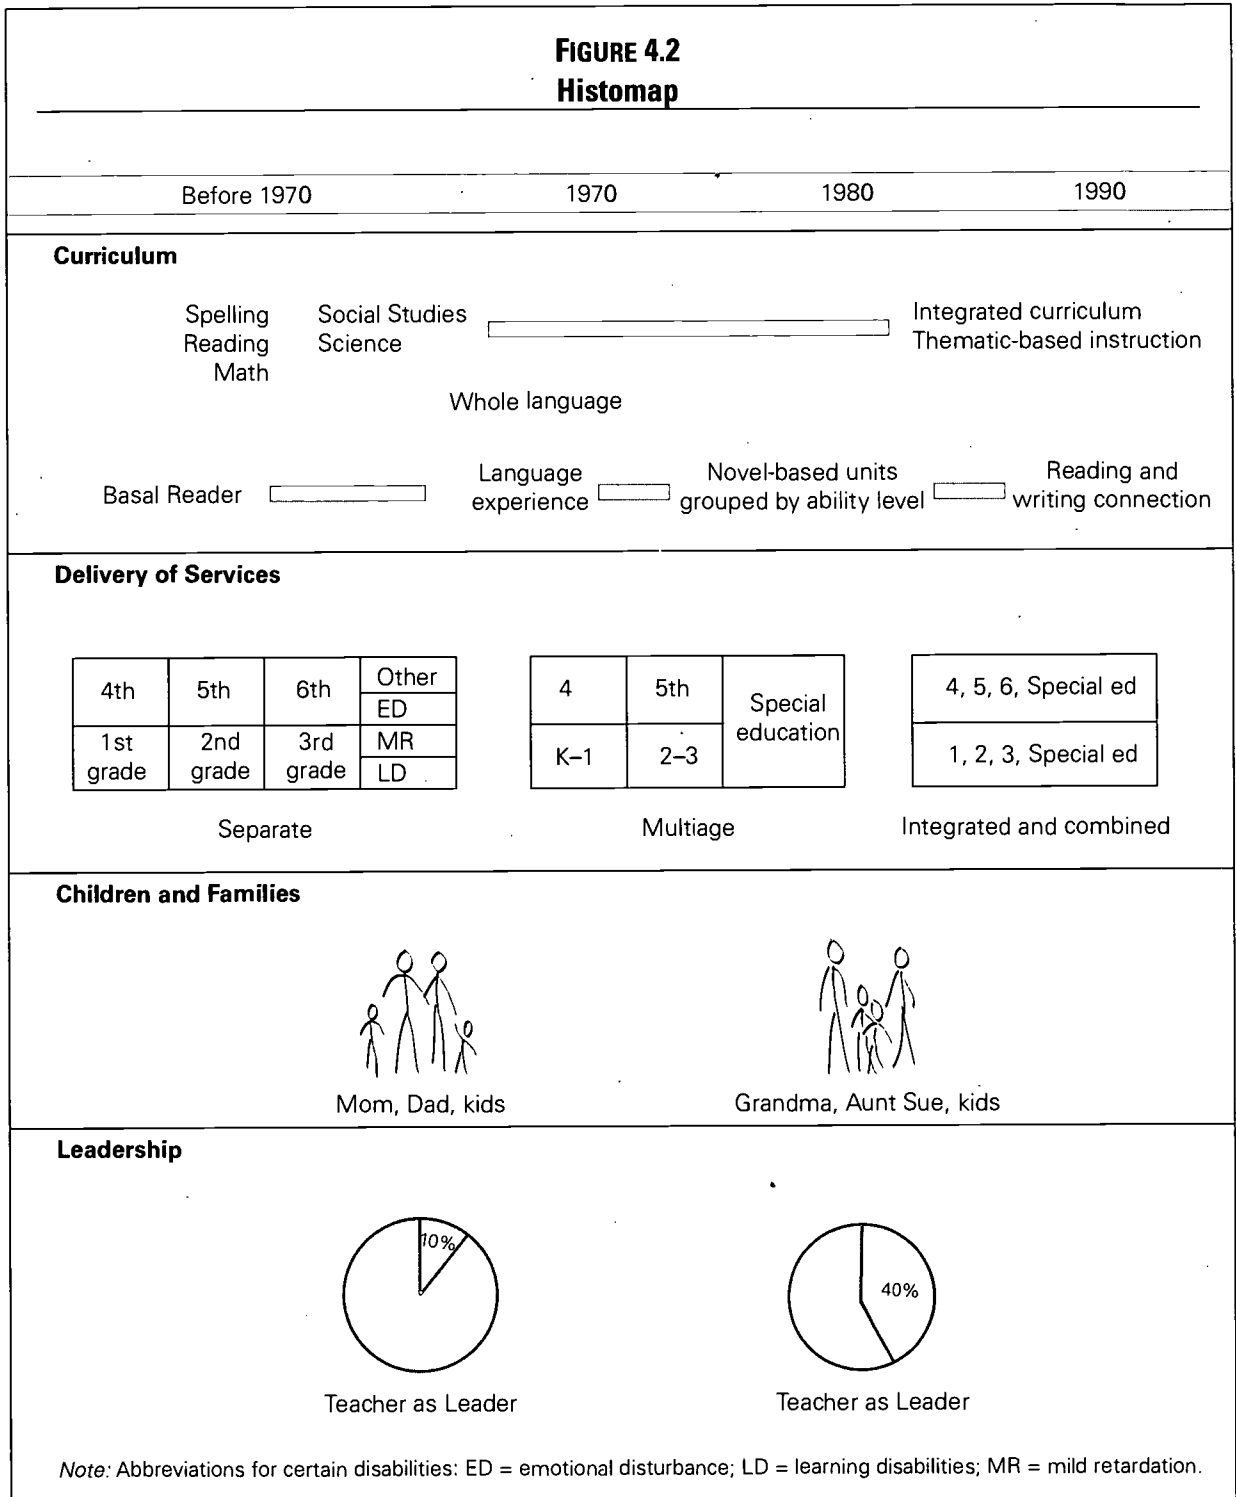 FIGURE 4.2
Histomap
Before 1970 1970 1980 1990
Curriculum
Spelling Social Studies Integrated curriculum
Reading Science Thematic-based instruction
Math
Whole language
Language Novel-based units Reading and
Basal Reader experience grouped by ability level writing connection
Delivery of Services
4th 5th 6th Other
ED
1st grade 2nd grade 3rd grade MR
LD
Separate
4 5th Special education
K–1 2–3
Multiage
4, 5, 6, Special ed
1, 2, 3, Special ed
Integrated and combined
Children and Families
Mom, Dad, kids Grandma, Aunt Sue, kids
Leadership
10% 40%
Teacher as Leader Teacher as Leader
Note: Abbreviations for certain disabilities: ED = emotional disturbance; LD = learning disabilities; MR = mild retardation.